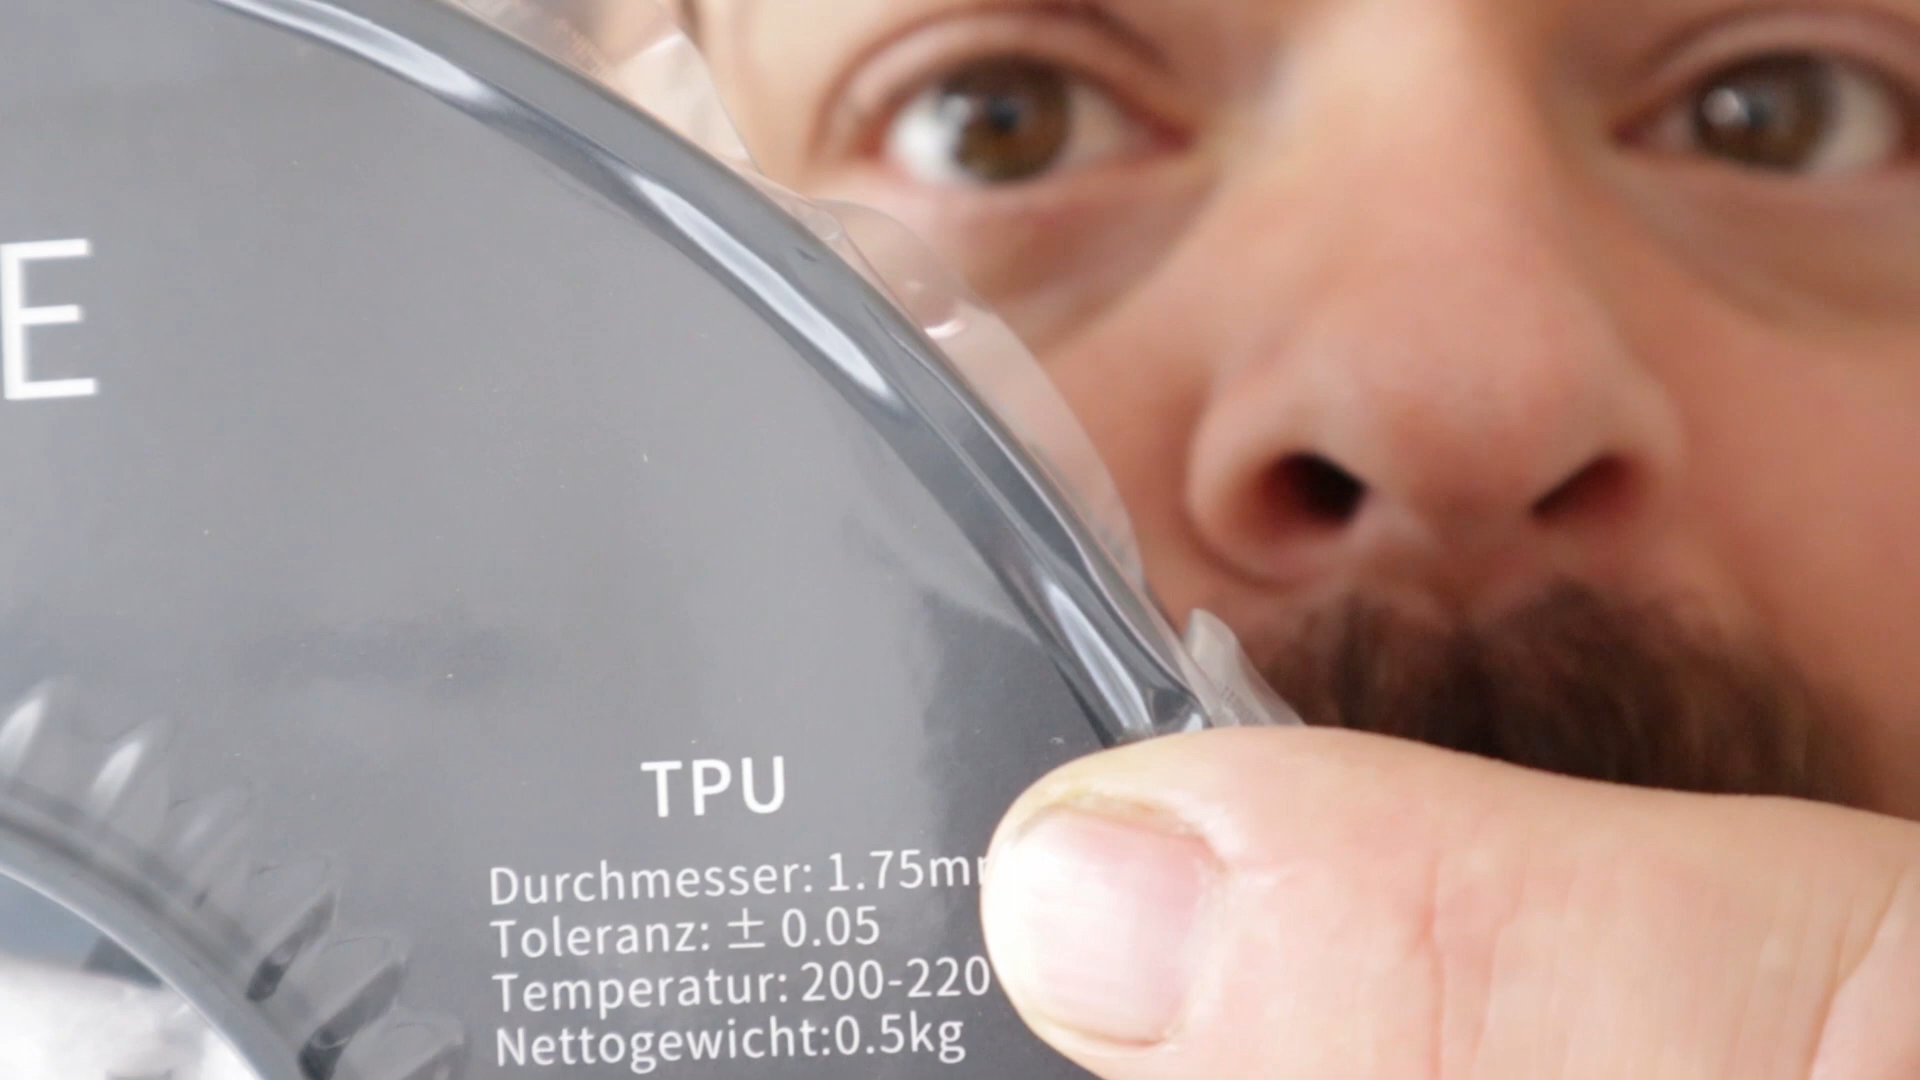 E
TPU
Durchmesser: 1.75m
Toleranz: ± 0.05
Temperatur: 200-220
Nettogewicht:0.5kg